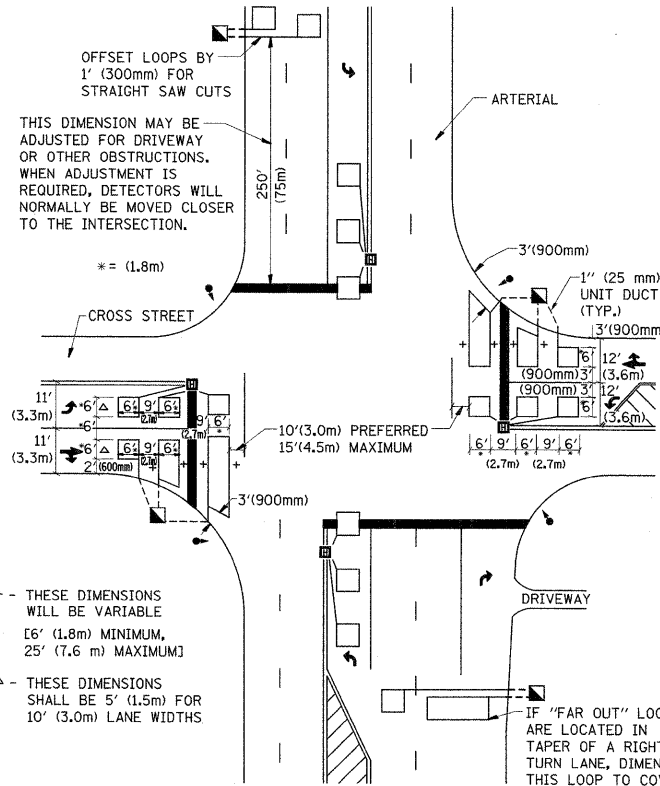 OFFSET LOOPS BY
1' (300mm) FOR
STRAIGHT SAW CUTS
ARTERIAL
THIS DIMENSION MAY BE
ADJUSTED FOR DRIVEWAY
OR OTHER OBSTRUCTIONS.
WHEN ADJUSTMENT IS
REQUIRED, DETECTORS WILL
NORMALLY BE MOVED CLOSER
TO THE INTERSECTION.
250'
(75m)
* = (1.8m)
3'(900mm)
1" (25 mm)
UNIT DUCT
(TYP.)
CROSS STREET
3'(900mm
*6'
12'
(3.6m)
(900mm) 3'
(900mm) 3'
*6'
12'
(3.6m)
11'
(3.3m)
*6'
6'* 9' 6'*
(2.7m)
*6'
9' 6'
(2.7m) *
11'
(3.3m)
*6'
6'* 9' 6'*
(2.7m)
2' (600mm)
10'(3.0m) PREFERRED
15'(4.5m) MAXIMUM
6' 9' 6' 9' 6'
* * *
(2.7m) (2.7m)
3'(900mm)
- THESE DIMENSIONS
WILL BE VARIABLE
[6' (1.8m) MINIMUM,
25' (7.6 m) MAXIMUM]
- THESE DIMENSIONS
SHALL BE 5' (1.5m) FOR
10' (3.0m) LANE WIDTHS
DRIVEWAY
IF "FAR OUT" LOO
ARE LOCATED IN
TAPER OF A RIGHT
TURN LANE, DIMEN
THIS LOOP TO COV